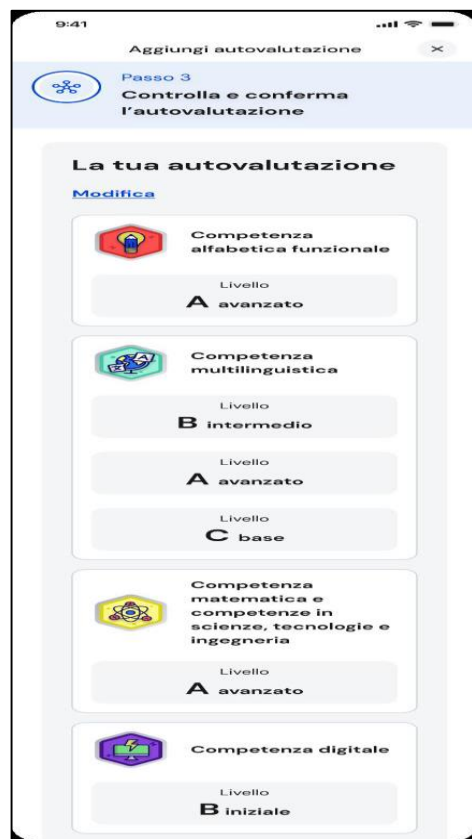 9:41
Aggiungi autovalutazione
Passo 3
Controlla e conferma
l'autovalutazione
La tua autovalutazione
Modifica
Competenza
alfabetica funzionale
Livello
A avanzato
Competenza
multilinguistica
Livello
B intermedio
Livello
A avanzato
Livello
C base
Competenza
matematica e
competenze in
scienze, tecnologie e
ingegneria
Livello
A avanzato
Competenza digitale
Livello
B iniziale